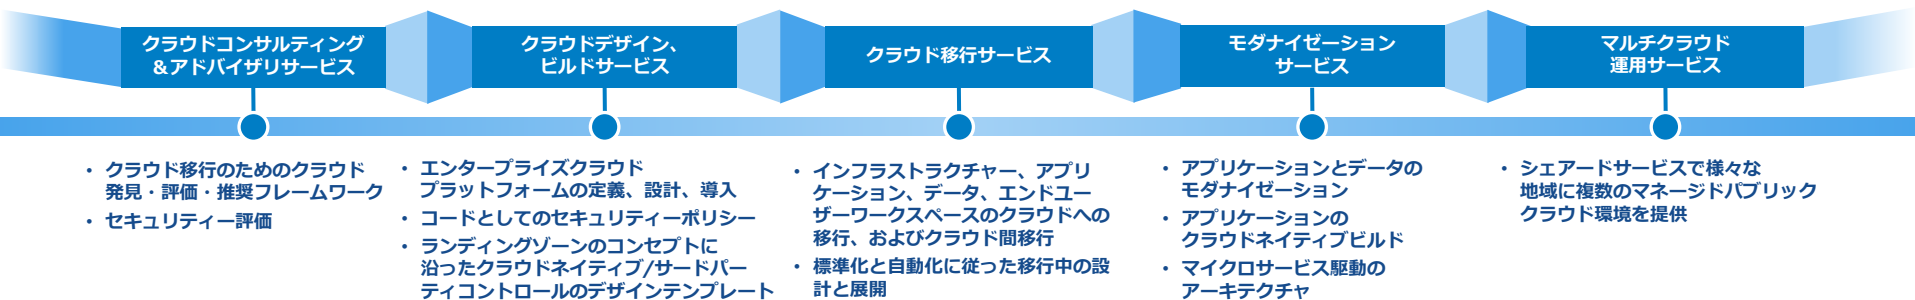 クラウドコンサルティング
&アドバイザリサービス
クラウドデザイン、
ビルドサービス
クラウド移行サービス
モダナイゼーション
サービス
マルチクラウド
運用サービス
・ クラウド移行のためのクラウド
発見・評価・推奨フレームワーク
・ セキュリティー評価
・ エンタープライズクラウド
プラットフォームの定義、設計、導入
・ コードとしてのセキュリティーポリシー
・ ランディングゾーンのコンセプトに
沿ったクラウドネイティブ/サードパー
ティコントロールのデザインテンプレート
・ インフラストラクチャー、アプリ
ケーション、データ、エンドユー
ザーワークスペースのクラウドへの
移行、およびクラウド間移行
・ 標準化と自動化に従った移行中の設
計と展開
・ アプリケーションとデータの
モダナイゼーション
・ アプリケーションの
クラウドネイティブビルド
・ マイクロサービス駆動の
アーキテクチャ
・ シェアードサービスで様々な
地域に複数のマネージドパブリック
クラウド環境を提供